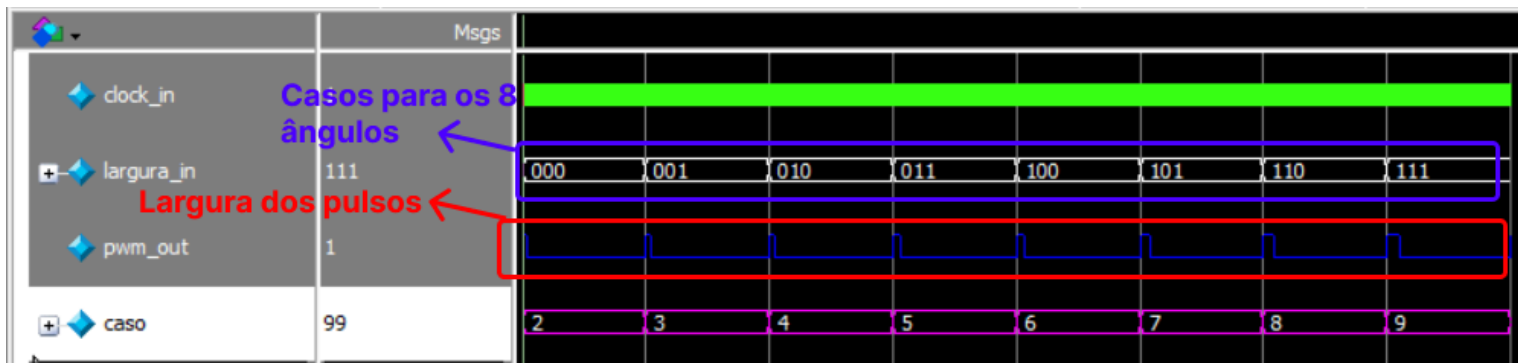 Msgs
clock_in
Casos para os 8
ângulos
largura_in 111 000 001 010 011 100 101 110 111
Largura dos pulsos
pwm_out 1
caso 99 2 3 4 5 6 7 8 9